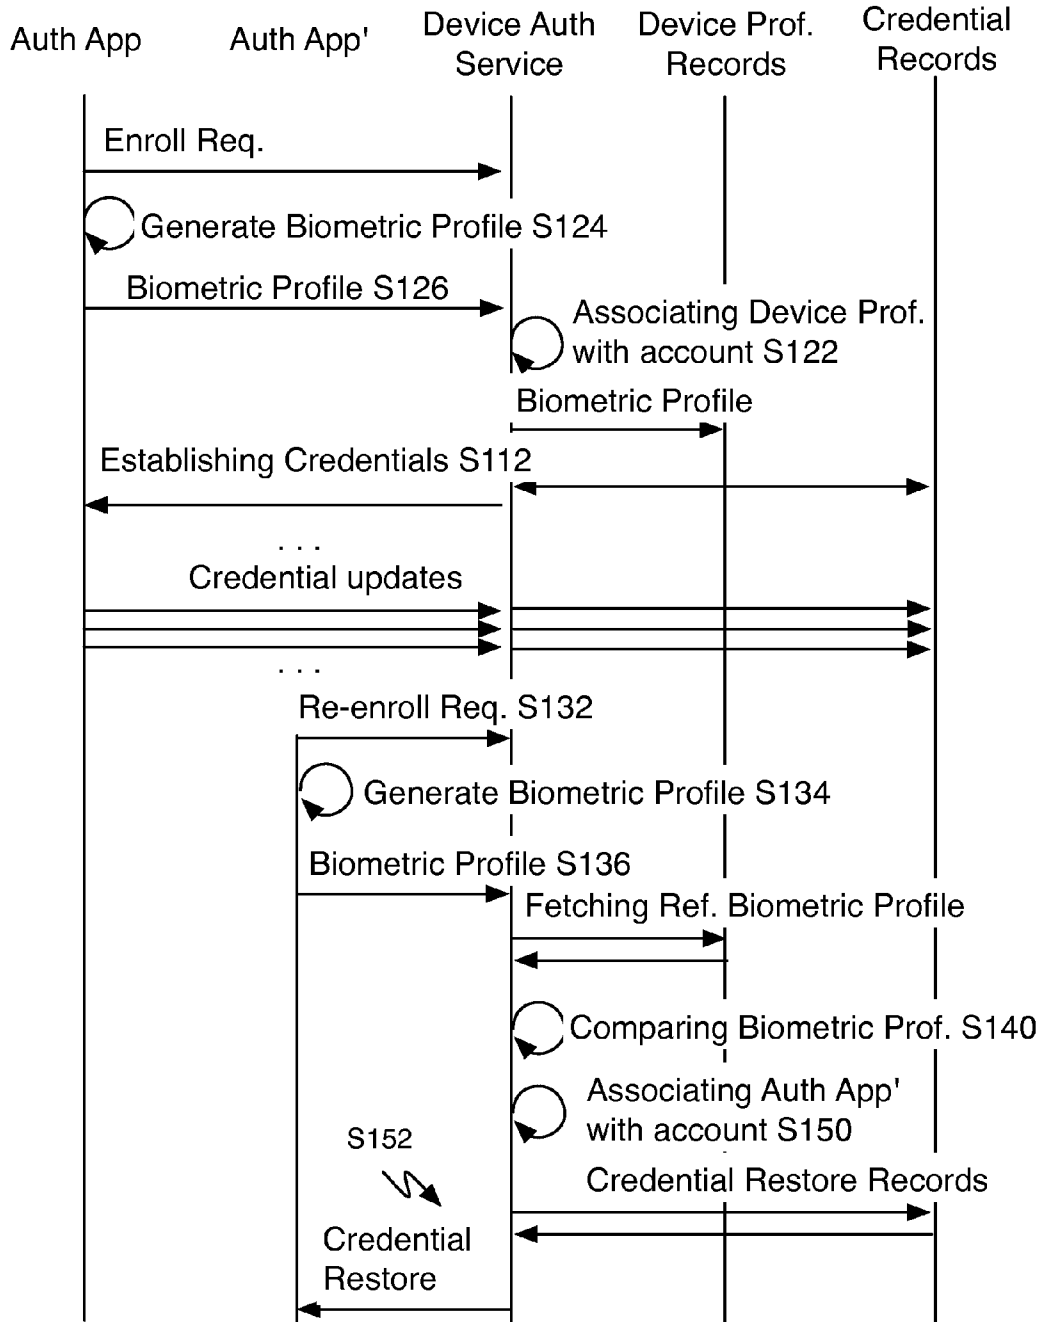 Auth App
Auth App'
Device Auth
Service
Device Prof.
Records
Credential
Records
Enroll Req.
Generate Biometric Profile S124
Biometric Profile S126
Associating Device Prof.
with account S122
Biometric Profile
Establishing Credentials S112
. . .
Credential updates
. . .
Re-enroll Req. S132
Generate Biometric Profile S134
Biometric Profile S136
Fetching Ref. Biometric Profile
Comparing Biometric Prof. S140
Associating Auth App'
with account S150
S152
Credential Restore Records
Credential
Restore